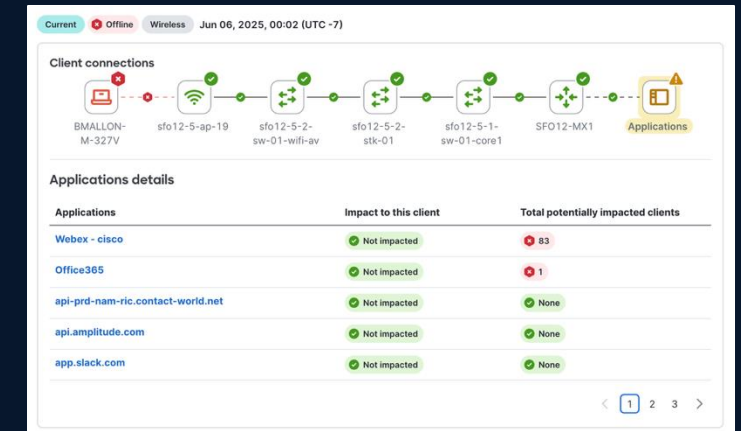 Current Offline Wireless Jun 06, 2025, 00:02 (UTC -7)
Client connections
BMALLON- sfo12-5-ap-19 sfo12-5-2- sfo12-5-2- sfo12-5-1- SFO12-MX1 Applications
M-327V sw-01-wifi-av stk-01 sw-01-core1
Applications details
Applications Impact to this client Total potentially impacted clients
Webex - cisco Not impacted 83
Office365 Not impacted 1
api-prd-nam-ric.contact-world.net Not impacted None
api.amplitude.com Not impacted None
app.slack.com Not impacted None
< 1 2 3 >